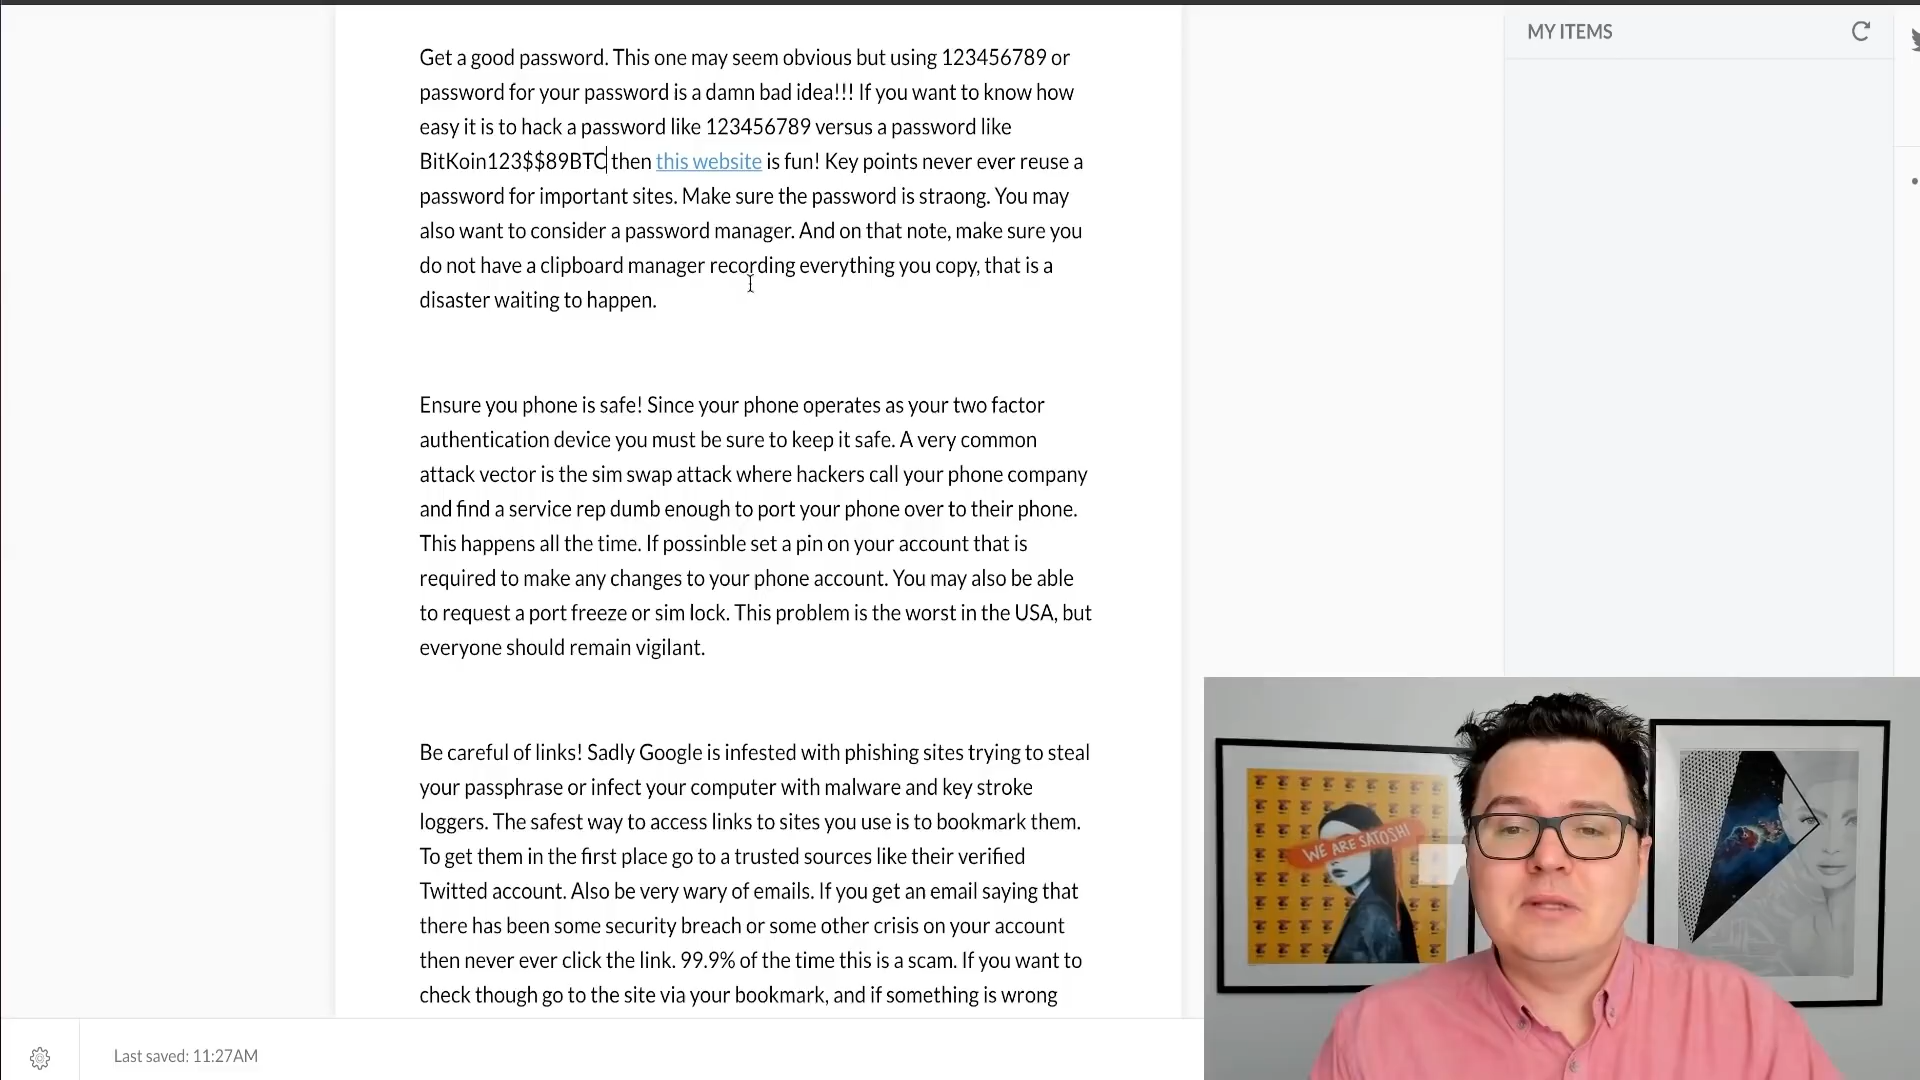 MY ITEMS
Get a good password. This one may seem obvious but using 123456789 or
password for your password is a damn bad idea!!! If you want to know how
easy it is to hack a password like 123456789 versus a password like
BitKoin123$$89BTC then this website is fun! Key points never ever reuse a
password for important sites. Make sure the password is straong. You may
also want to consider a password manager. And on that note, make sure you
do not have a clipboard manager recording everything you copy, that is a
disaster waiting to happen.
Ensure you phone is safe! Since your phone operates as your two factor
authentication device you must be sure to keep it safe. A very common
attack vector is the sim swap attack where hackers call your phone company
and find a service rep dumb enough to port your phone over to their phone.
This happens all the time. If possinble set a pin on your account that is
required to make any changes to your phone account. You may also be able
to request a port freeze or sim lock. This problem is the worst in the USA, but
everyone should remain vigilant.
Be careful of links! Sadly Google is infested with phishing sites trying to steal
your passphrase or infect your computer with malware and key stroke
loggers. The safest way to access links to sites you use is to bookmark them.
To get them in the first place go to a trusted sources like their verified
Twitted account. Also be very wary of emails. If you get an email saying that
there has been some security breach or some other crisis on your account
then never ever click the link. 99.9% of the time this is a scam. If you want to
check though go to the site via your bookmark, and if something is wrong
WE ARE SATOSHI
Last saved: 11:27AM